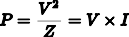 P = V²/Z = V × I